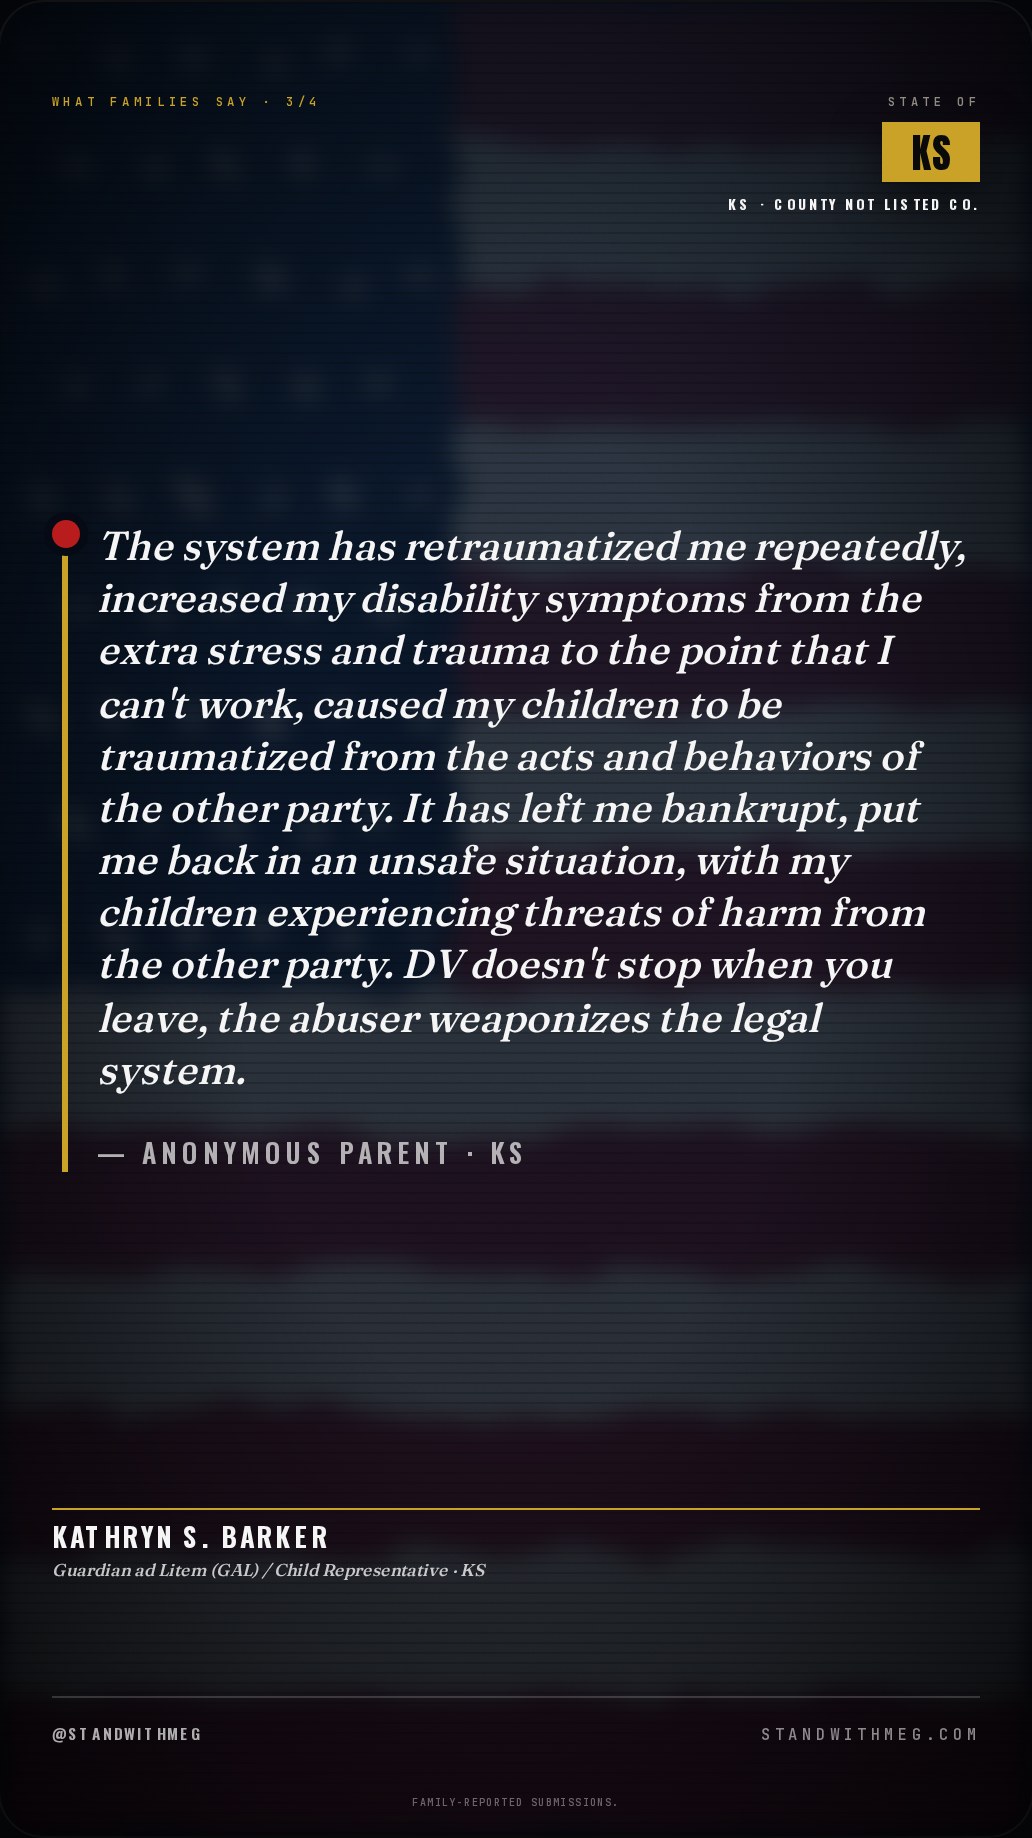 WHAT FAMILIES SAY · 3/4
STATE OF
KS
KS · COUNTY NOT LISTED CO.
The system has retraumatized me repeatedly,
increased my disability symptoms from the
extra stress and trauma to the point that I
can't work, caused my children to be
traumatized from the acts and behaviors of
the other party. It has left me bankrupt, put
me back in an unsafe situation, with my
children experiencing threats of harm from
the other party. DV doesn't stop when you
leave, the abuser weaponizes the legal
system.
— ANONYMOUS PARENT · KS
KATHRYN S. BARKER
Guardian ad Litem (GAL) / Child Representative · KS
@STANDWITHMEG
STANDWITHMEG.COM
FAMILY-REPORTED SUBMISSIONS.